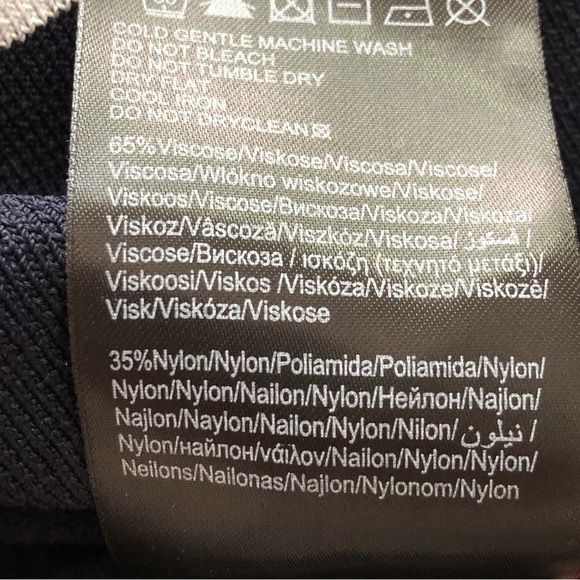 COLD GENTLE MACHINE WASH
DO NOT BLEACH
DO NOT TUMBLE DRY
DRY FLAT
COOL IRON
DO NOT DRYCLEAN
65%Viscose/Viskose/Viscosa/Viscose/
Viscosa/Włókno wiskozowe/Viskose/
Viskoos/Viscose/Вискоза/Viskoza/Viskoza/
Viskoz/Vâscoză/Viszkóz/Viskosa/ فسكوز /
Viscose/Вискоза / ισκόζη (τεχνητό μετάξι)/
Viskoosi/Viskos /Viskóza/Viskoze/Viskozė/
Visk/Viskóza/Viskose
35%Nylon/Nylon/Poliamida/Poliamida/Nylon/
Nylon/Nylon/Nailon/Nylon/Нейлон/Najlon/
Najlon/Naylon/Nailon/Nylon/Nilon/ نيلون /
Nylon/найлон/νάιλον/Nailon/Nylon/Nylon/
Neilons/Nailonas/Najlon/Nylonom/Nylon